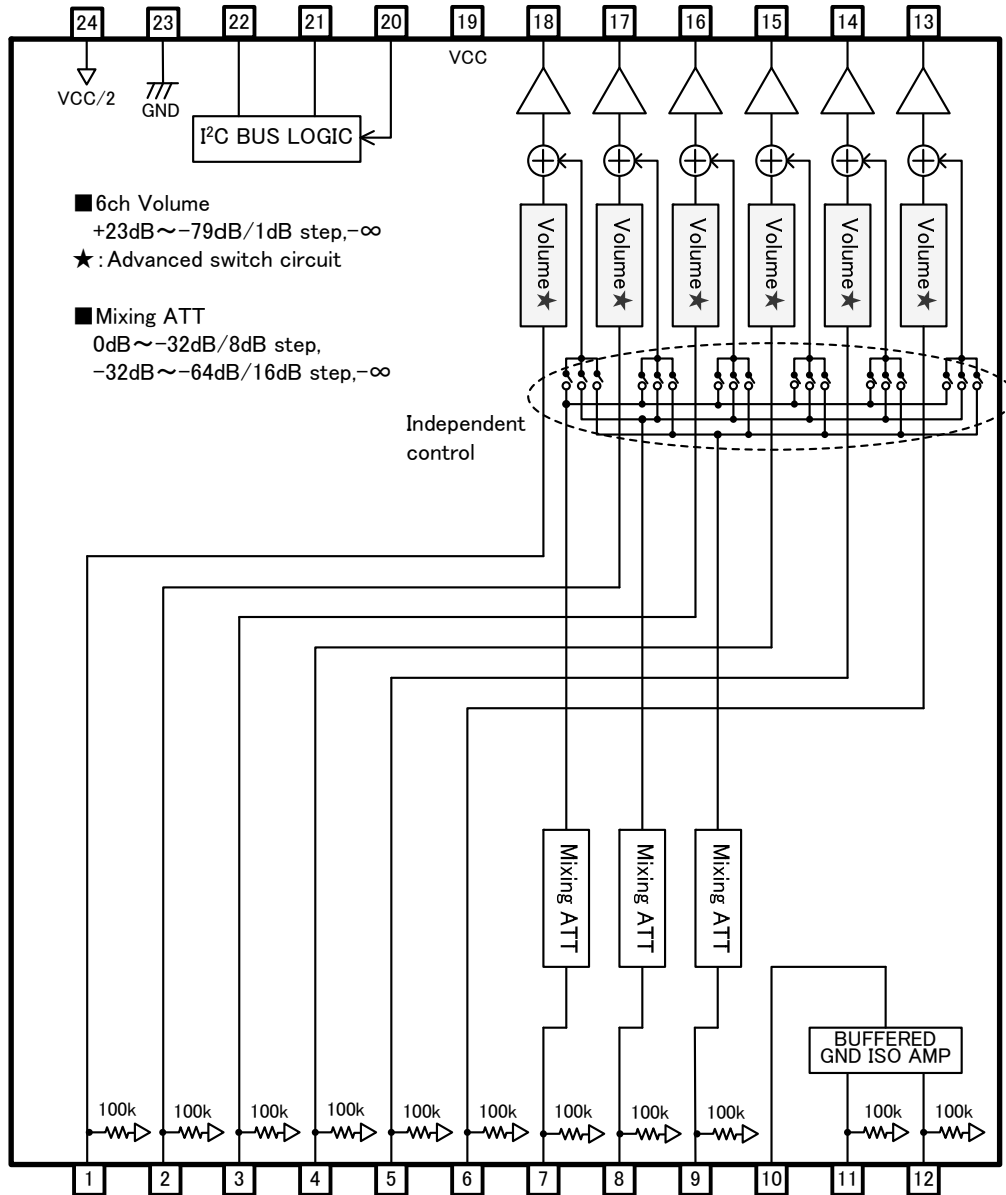 24 23 22 21 20 19 18 17 16 15 14 13
VCC
VCC/2
GND
I²C BUS LOGIC
■6ch Volume
+23dB～-79dB/1dB step,-∞
★:Advanced switch circuit
■Mixing ATT
0dB～-32dB/8dB step,
-32dB～-64dB/16dB step,-∞
Volume★ Volume★ Volume★ Volume★ Volume★ Volume★
Independent
control
Mixing ATT Mixing ATT Mixing ATT
BUFFERED
GND ISO AMP
100k 100k 100k 100k 100k 100k 100k 100k 100k 100k 100k
1 2 3 4 5 6 7 8 9 10 11 12